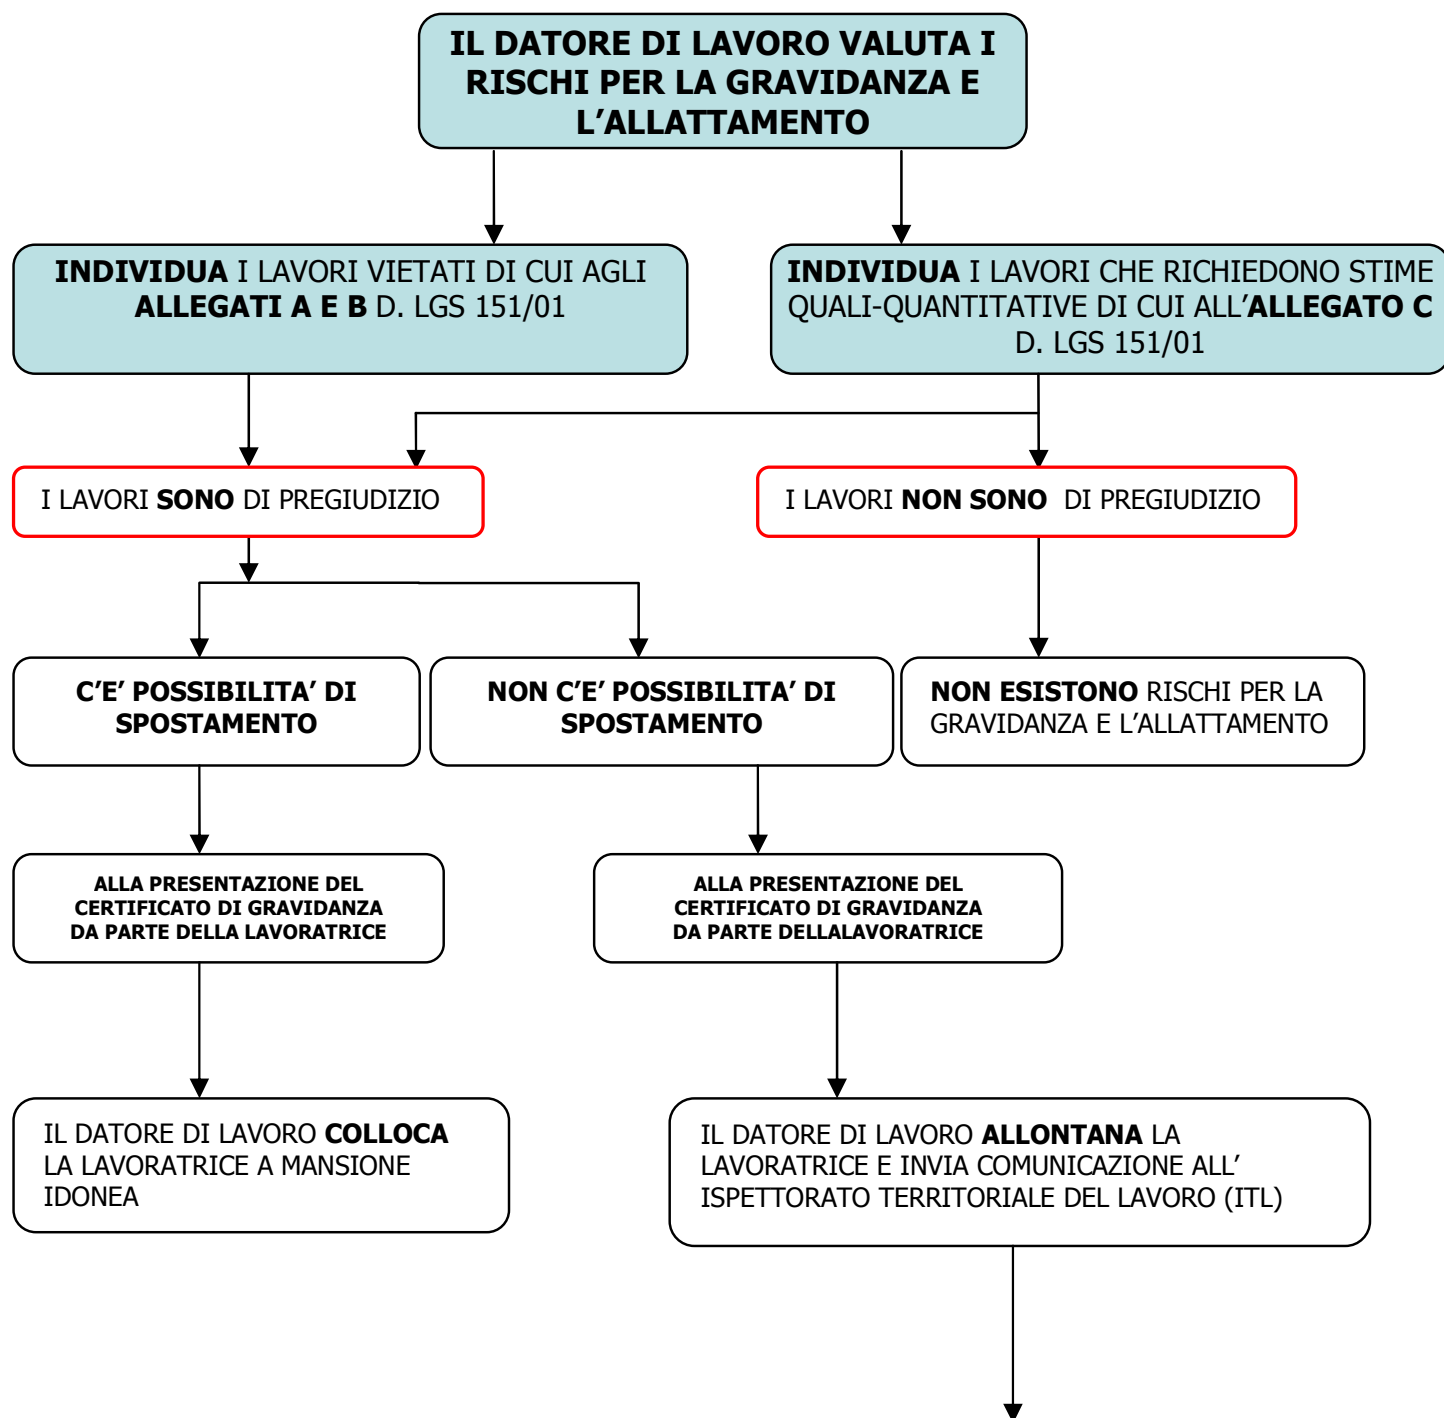 IL DATORE DI LAVORO VALUTA I
RISCHI PER LA GRAVIDANZA E
L’ALLATTAMENTO
INDIVIDUA I LAVORI VIETATI DI CUI AGLI
ALLEGATI A E B D. LGS 151/01
INDIVIDUA I LAVORI CHE RICHIEDONO STIME
QUALI-QUANTITATIVE DI CUI ALL’ALLEGATO C
D. LGS 151/01
I LAVORI SONO DI PREGIUDIZIO
I LAVORI NON SONO DI PREGIUDIZIO
C’E’ POSSIBILITA’ DI
SPOSTAMENTO
NON C’E’ POSSIBILITA’ DI
SPOSTAMENTO
NON ESISTONO RISCHI PER LA
GRAVIDANZA E L’ALLATTAMENTO
ALLA PRESENTAZIONE DEL
CERTIFICATO DI GRAVIDANZA
DA PARTE DELLA LAVORATRICE
ALLA PRESENTAZIONE DEL
CERTIFICATO DI GRAVIDANZA
DA PARTE DELLALAVORATRICE
IL DATORE DI LAVORO COLLOCA
LA LAVORATRICE A MANSIONE
IDONEA
IL DATORE DI LAVORO ALLONTANA LA
LAVORATRICE E INVIA COMUNICAZIONE ALL’
ISPETTORATO TERRITORIALE DEL LAVORO (ITL)